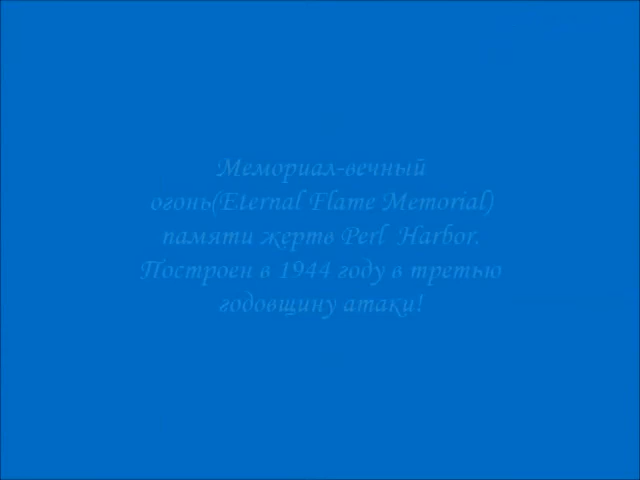 Мемориал-вечный
огонь(Eternal Flame Memorial)
памяти жертв Perl Harbor.
Построен в 1944 году в третью
годовщину атаки!